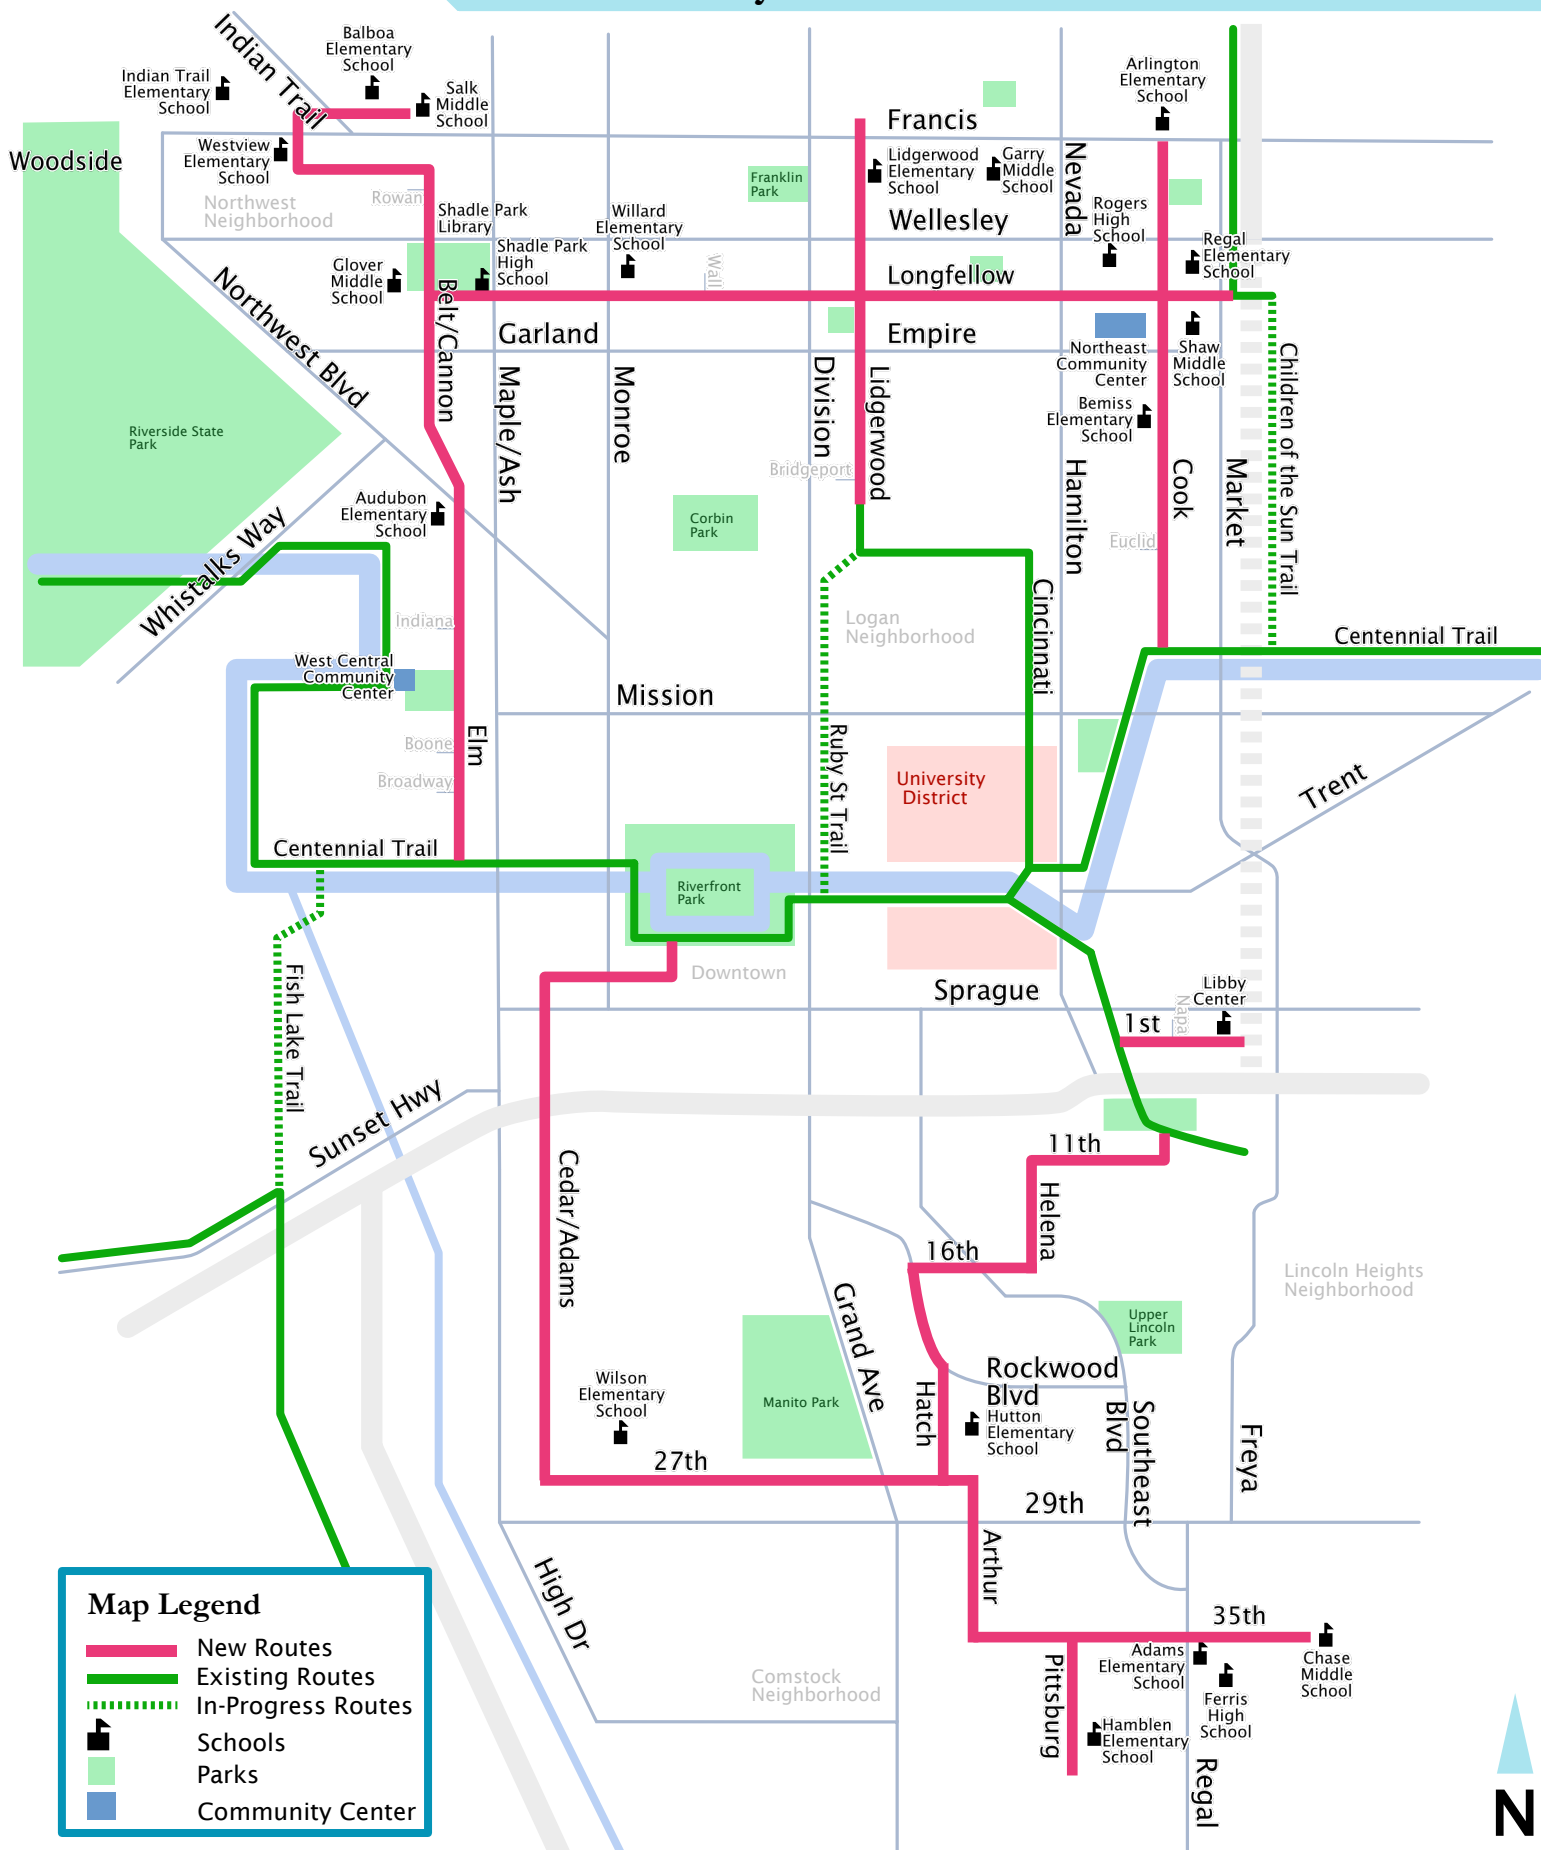 Indian Trail
Balboa
Elementary
School
Indian Trail
Elementary
School
Salk
Middle
School
Arlington
Elementary
School
Woodside
Westview
Elementary
School
Francis
Lidgerwood
Elementary
School
Garry
Middle
School
Nevada
Franklin
Park
Northwest
Neighborhood
Rowan
Shadle Park
Library
Willard
Elementary
School
Wellesley
Rogers
High
School
Regal
Elementary
School
Glover
Middle
School
Shadle Park
High
School
Wall
Longfellow
Northwest Blvd
Belt/Cannon
Garland
Empire
Northeast
Community
Center
Shaw
Middle
School
Children of the Sun Trail
Maple/Ash
Monroe
Division
Lidgerwood
Bemiss
Elementary
School
Riverside State
Park
Bridgeport
Hamilton
Cook
Market
Audubon
Elementary
School
Corbin
Park
Euclid
Whistalks Way
Indiana
Logan
Neighborhood
Cincinnati
Centennial Trail
West Central
Community
Center
Mission
Elm
Boone
Broadway
Ruby St Trail
University
District
Trent
Centennial Trail
Riverfront
Park
Downtown
Fish Lake Trail
Sprague
Libby
Center
Napa
1st
Sunset Hwy
Cedar/Adams
11th
Helena
16th
Lincoln Heights
Neighborhood
Grand Ave
Upper
Lincoln
Park
Wilson
Elementary
School
Manito Park
Hatch
Rockwood
Blvd
Hutton
Elementary
School
Southeast
Blvd
Freya
27th
29th
High Dr
Arthur
35th
Pittsburg
Adams
Elementary
School
Ferris
High
School
Chase
Middle
School
Comstock
Neighborhood
Hamblen
Elementary
School
Regal
Map Legend
New Routes
Existing Routes
In-Progress Routes
Schools
Parks
Community Center
N